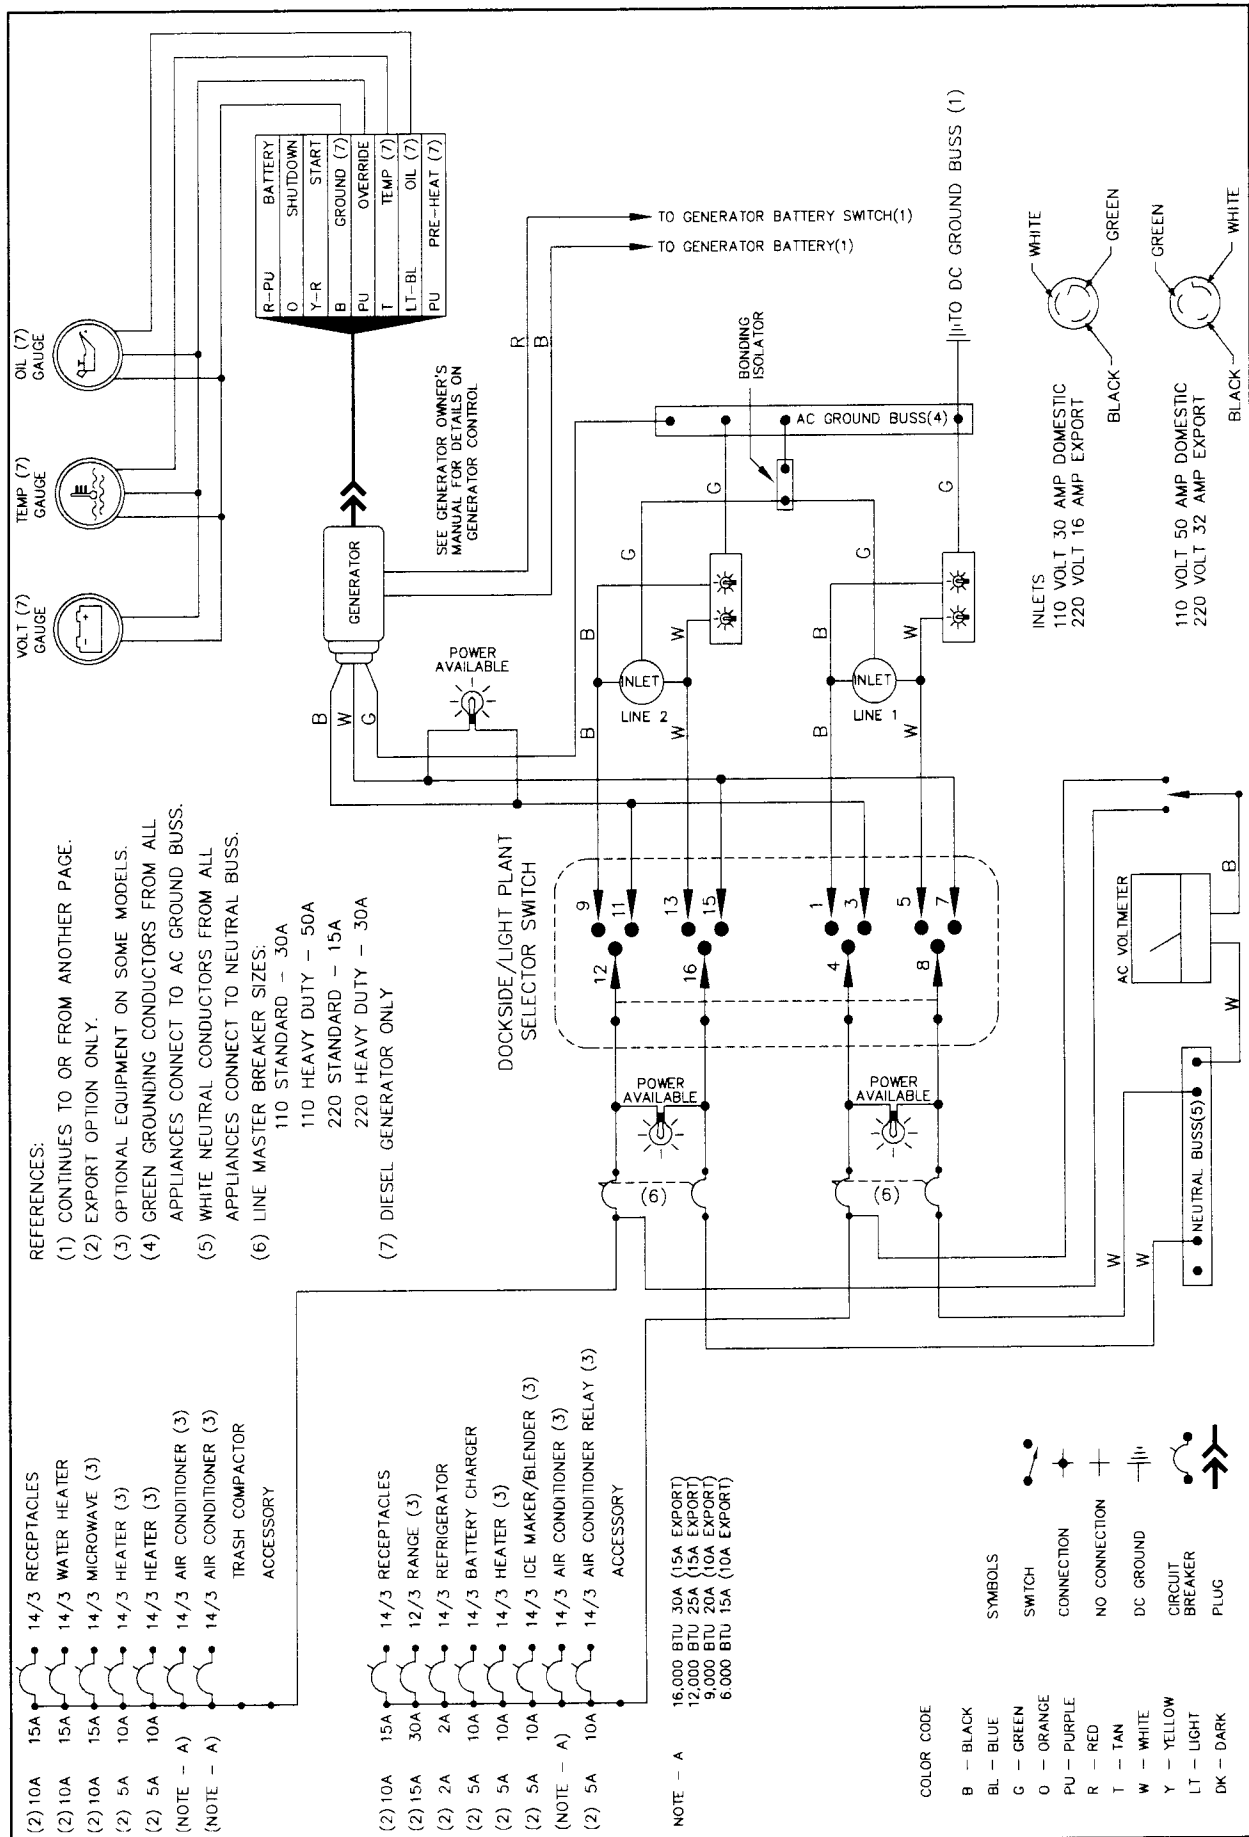 REFERENCES:
(1) CONTINUES TO OR FROM ANOTHER PAGE.
(2) EXPORT OPTION ONLY.
(3) OPTIONAL EQUIPMENT ON SOME MODELS.
(4) GREEN GROUNDING CONDUCTORS FROM ALL
APPLIANCES CONNECT TO AC GROUND BUSS.
(5) WHITE NEUTRAL CONDUCTORS FROM ALL
APPLIANCES CONNECT TO NEUTRAL BUSS.
(6) LINE MASTER BREAKER SIZES:
110 STANDARD – 30A
110 HEAVY DUTY – 50A
220 STANDARD – 15A
220 HEAVY DUTY – 30A
(7) DIESEL GENERATOR ONLY
VOLT (7)
GAUGE
TEMP (7)
GAUGE
OIL (7)
GAUGE
R-PU BATTERY
O SHUTDOWN
Y-R START
B GROUND (7)
PU OVERRIDE
T TEMP (7)
LT-BL OIL (7)
PU PRE-HEAT (7)
GENERATOR
SEE GENERATOR OWNER'S
MANUAL FOR DETAILS ON
GENERATOR CONTROL
B
W
G
POWER
AVAILABLE
R
B
TO GENERATOR BATTERY SWITCH(1)
TO GENERATOR BATTERY(1)
(2) 10A 15A 14/3 RECEPTACLES
(2) 10A 15A 14/3 WATER HEATER
(2) 10A 15A 14/3 MICROWAVE (3)
(2) 5A 10A 14/3 HEATER (3)
(2) 5A 10A 14/3 HEATER (3)
(NOTE – A) 14/3 AIR CONDITIONER (3)
(NOTE – A) 14/3 AIR CONDITIONER (3)
TRASH COMPACTOR
ACCESSORY
(2) 10A 15A 14/3 RECEPTACLES
(2) 15A 30A 12/3 RANGE (3)
(2) 2A 2A 14/3 REFRIGERATOR
(2) 5A 10A 14/3 BATTERY CHARGER
(2) 5A 10A 14/3 HEATER (3)
(2) 5A 10A 14/3 ICE MAKER/BLENDER (3)
(NOTE – A) 14/3 AIR CONDITIONER (3)
(2) 5A 10A 14/3 AIR CONDITIONER RELAY (3)
ACCESSORY
NOTE – A
16,000 BTU 30A (15A EXPORT)
12,000 BTU 25A (15A EXPORT)
9,000 BTU 20A (10A EXPORT)
6.000 BTU 15A (10A EXPORT)
DOCKSIDE/LIGHT PLANT
SELECTOR SWITCH
9
11
12
13
15
16
1
3
4
5
7
8
POWER
AVAILABLE
(6)
POWER
AVAILABLE
(6)
B
B
INLET
LINE 2
W
W
G
G
B
B
INLET
LINE 1
W
W
G
G
BONDING
ISOLATOR
AC GROUND BUSS(4)
TO DC GROUND BUSS (1)
INLETS
110 VOLT 30 AMP DOMESTIC
220 VOLT 16 AMP EXPORT
WHITE
GREEN
BLACK
110 VOLT 50 AMP DOMESTIC
220 VOLT 32 AMP EXPORT
GREEN
WHITE
BLACK
AC VOLTMETER
B
W
NEUTRAL BUSS(5)
W
W
COLOR CODE
B – BLACK
BL – BLUE
G – GREEN
O – ORANGE
PU – PURPLE
R – RED
T – TAN
W – WHITE
Y – YELLOW
LT – LIGHT
DK – DARK
SYMBOLS
SWITCH
CONNECTION
NO CONNECTION
DC GROUND
CIRCUIT
BREAKER
PLUG